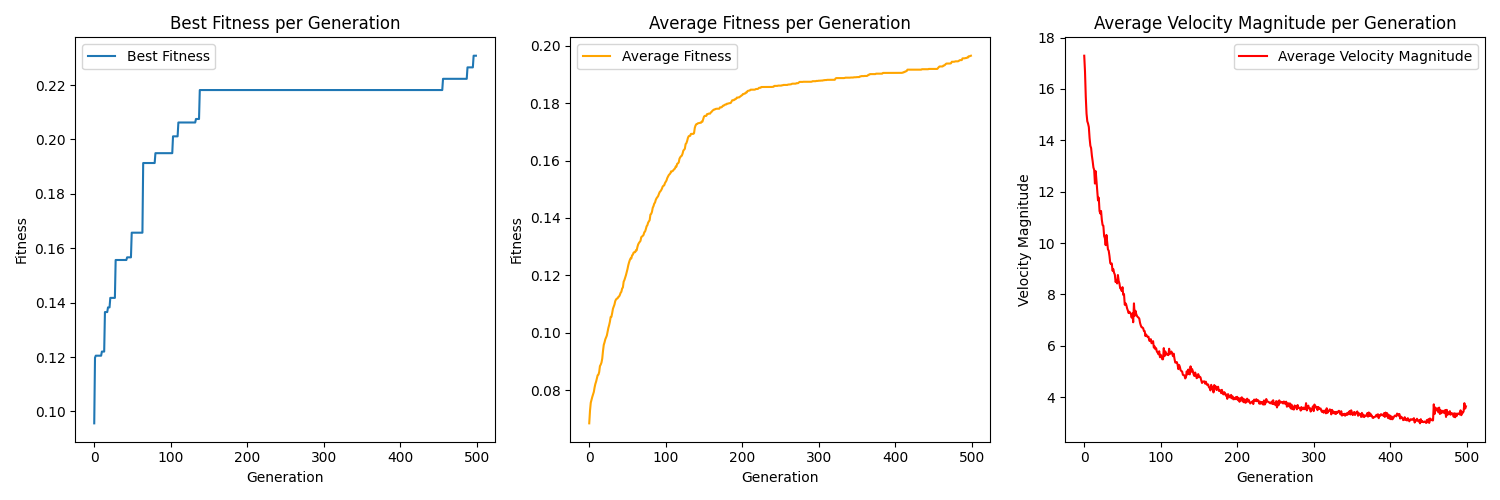 Best Fitness per Generation
Best Fitness
Fitness
0.22
0.20
0.18
0.16
0.14
0.12
0.10
0 100 200 300 400 500
Generation
Average Fitness per Generation
Average Fitness
Fitness
0.20
0.18
0.16
0.14
0.12
0.10
0.08
0 100 200 300 400 500
Generation
Average Velocity Magnitude per Generation
Average Velocity Magnitude
Velocity Magnitude
18
16
14
12
10
8
6
4
0 100 200 300 400 500
Generation